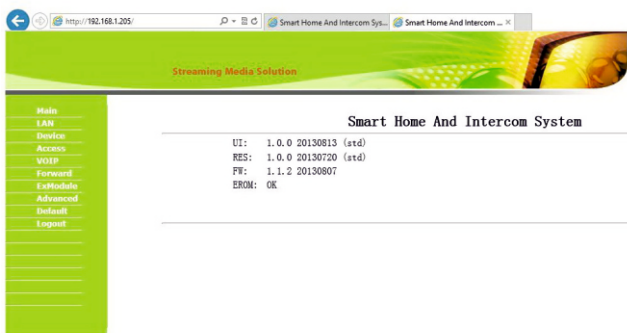 http://192.168.1.205/
Smart Home And Intercom Sys...
Smart Home And Intercom ...
Streaming Media Solution
Main
LAN
Device
Access
VOIP
Forward
ExModule
Advanced
Default
Logout
Smart Home And Intercom System
UI: 1.0.0 20130813 (std)
RES: 1.0.0 20130720 (std)
FW: 1.1.2 20130807
EROM: OK